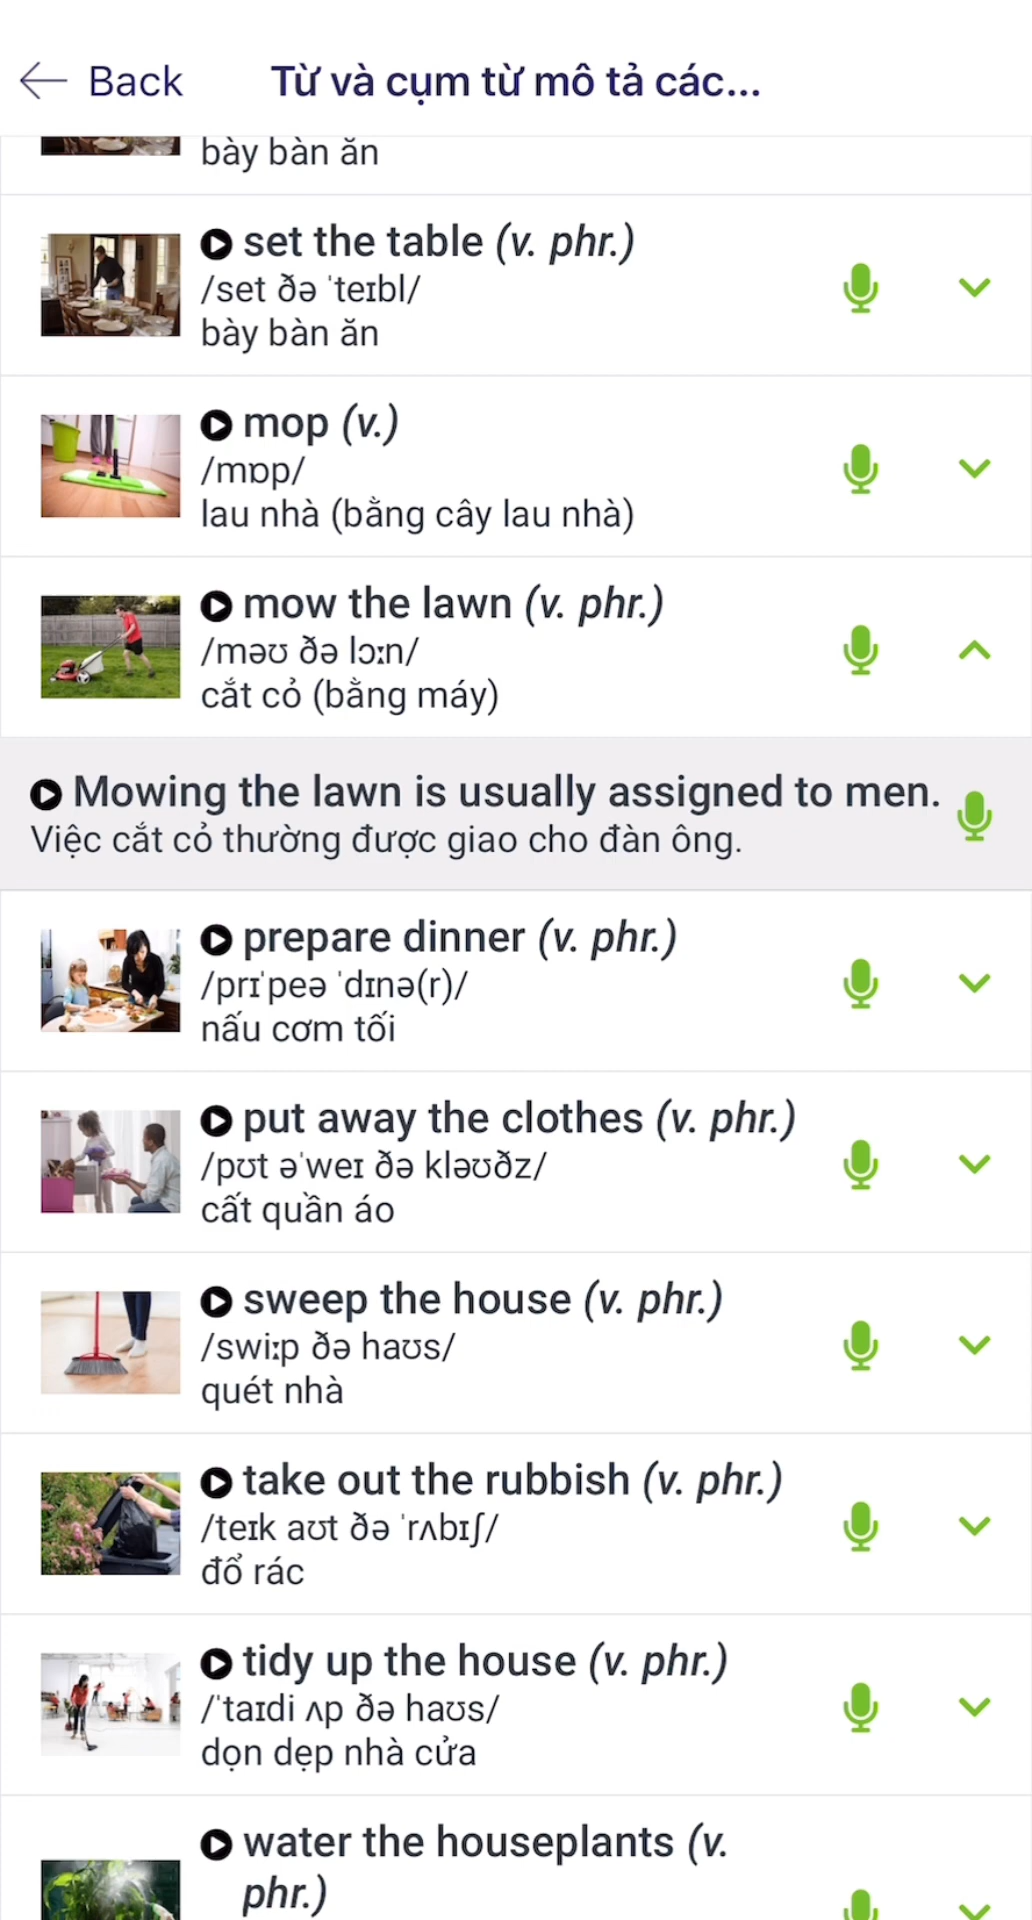 Back
Từ và cụm từ mô tả các...
bày bàn ăn
set the table (v. phr.)
/set ðə ˈteɪbl/
bày bàn ăn
mop (v.)
/mɒp/
lau nhà (bằng cây lau nhà)
mow the lawn (v. phr.)
/məʊ ðə lɔːn/
cắt cỏ (bằng máy)
Mowing the lawn is usually assigned to men.
Việc cắt cỏ thường được giao cho đàn ông.
prepare dinner (v. phr.)
/prɪˈpeə ˈdɪnə(r)/
nấu cơm tối
put away the clothes (v. phr.)
/pʊt əˈweɪ ðə kləʊðz/
cất quần áo
sweep the house (v. phr.)
/swiːp ðə haʊs/
quét nhà
take out the rubbish (v. phr.)
/teɪk aʊt ðə ˈrʌbɪʃ/
đổ rác
tidy up the house (v. phr.)
/ˈtaɪdi ʌp ðə haʊs/
dọn dẹp nhà cửa
water the houseplants (v.
phr.)